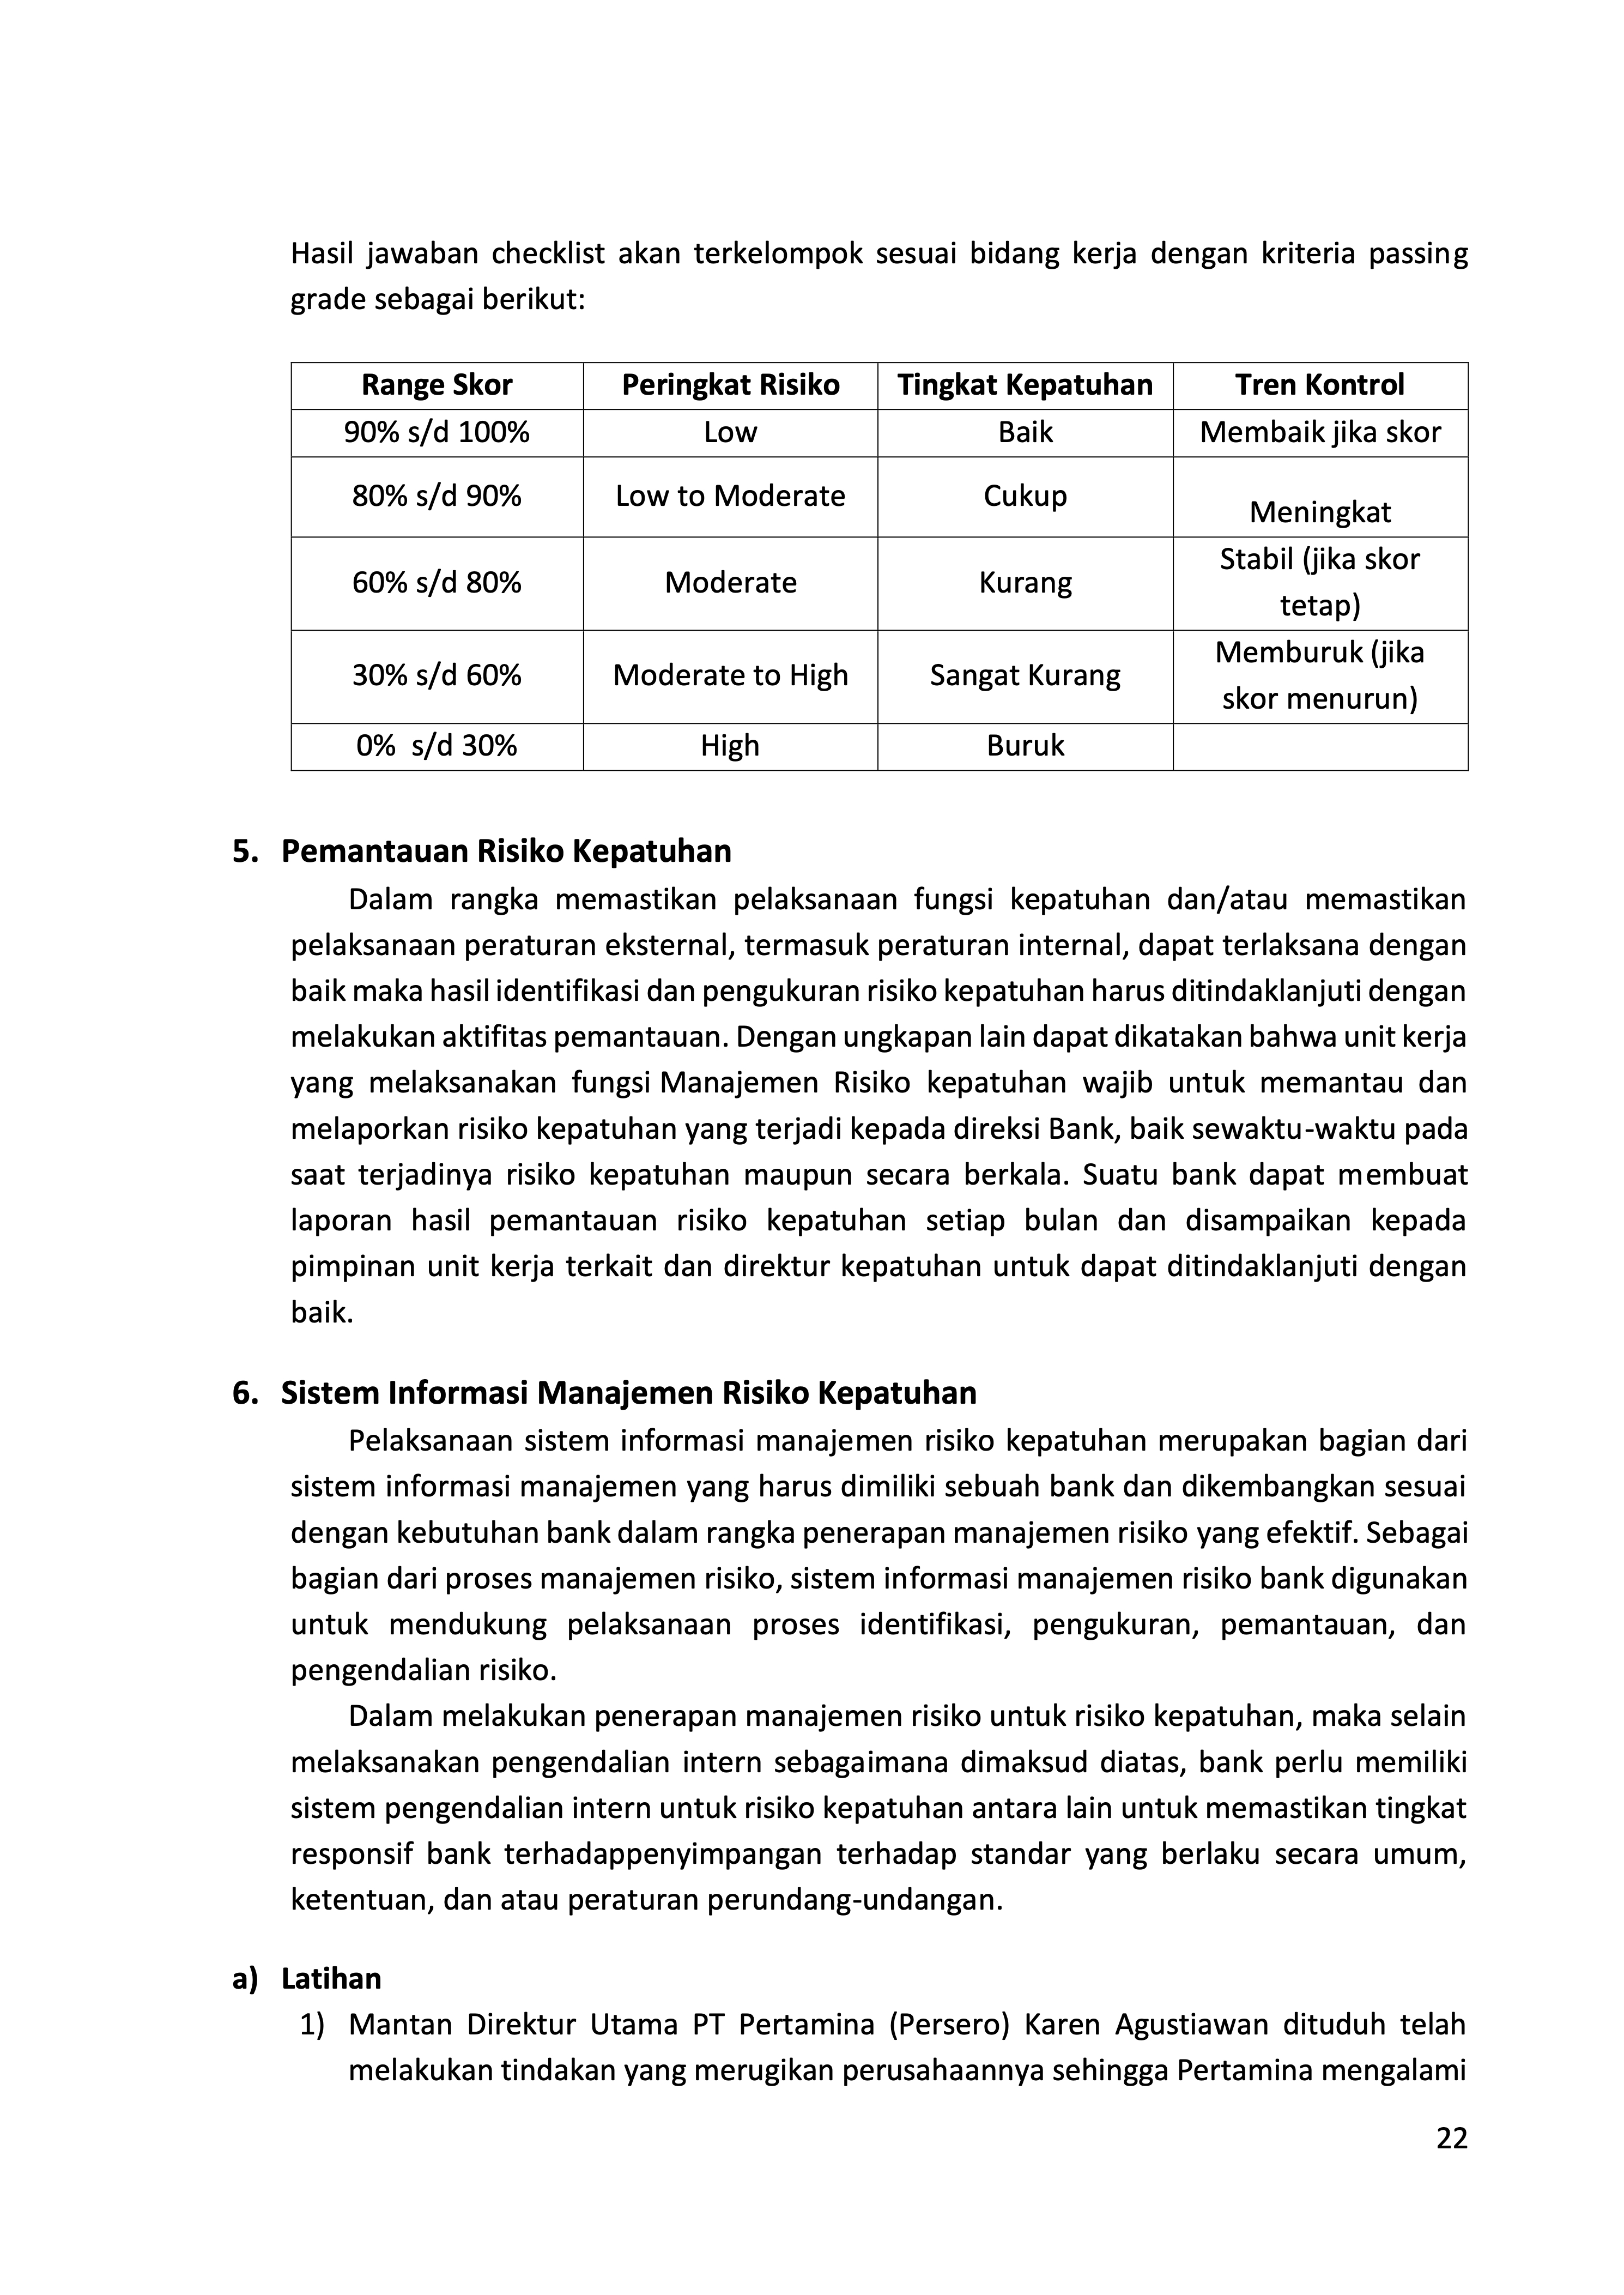 Hasil jawaban checklist akan terkelompok sesuai bidang kerja dengan kriteria passing
grade sebagai berikut:
Range Skor Peringkat Risiko Tingkat Kepatuhan Tren Kontrol
90% s/d 100% Low Baik Membaik jika skor
80% s/d 90% Low to Moderate Cukup Meningkat
60% s/d 80% Moderate Kurang Stabil (jika skor
tetap)
30% s/d 60% Moderate to High Sangat Kurang Memburuk (jika
skor menurun)
0% s/d 30% High Buruk
5. Pemantauan Risiko Kepatuhan
Dalam rangka memastikan pelaksanaan fungsi kepatuhan dan/atau memastikan
pelaksanaan peraturan eksternal, termasuk peraturan internal, dapat terlaksana dengan
baik maka hasil identifikasi dan pengukuran risiko kepatuhan harus ditindaklanjuti dengan
melakukan aktifitas pemantauan. Dengan ungkapan lain dapat dikatakan bahwa unit kerja
yang melaksanakan fungsi Manajemen Risiko kepatuhan wajib untuk memantau dan
melaporkan risiko kepatuhan yang terjadi kepada direksi Bank, baik sewaktu-waktu pada
saat terjadinya risiko kepatuhan maupun secara berkala. Suatu bank dapat membuat
laporan hasil pemantauan risiko kepatuhan setiap bulan dan disampaikan kepada
pimpinan unit kerja terkait dan direktur kepatuhan untuk dapat ditindaklanjuti dengan
baik.
6. Sistem Informasi Manajemen Risiko Kepatuhan
Pelaksanaan sistem informasi manajemen risiko kepatuhan merupakan bagian dari
sistem informasi manajemen yang harus dimiliki sebuah bank dan dikembangkan sesuai
dengan kebutuhan bank dalam rangka penerapan manajemen risiko yang efektif. Sebagai
bagian dari proses manajemen risiko, sistem informasi manajemen risiko bank digunakan
untuk mendukung pelaksanaan proses identifikasi, pengukuran, pemantauan, dan
pengendalian risiko.
Dalam melakukan penerapan manajemen risiko untuk risiko kepatuhan, maka selain
melaksanakan pengendalian intern sebagaimana dimaksud diatas, bank perlu memiliki
sistem pengendalian intern untuk risiko kepatuhan antara lain untuk memastikan tingkat
responsif bank terhadappenyimpangan terhadap standar yang berlaku secara umum,
ketentuan, dan atau peraturan perundang-undangan.
a) Latihan
1) Mantan Direktur Utama PT Pertamina (Persero) Karen Agustiawan dituduh telah
melakukan tindakan yang merugikan perusahaannya sehingga Pertamina mengalami
22